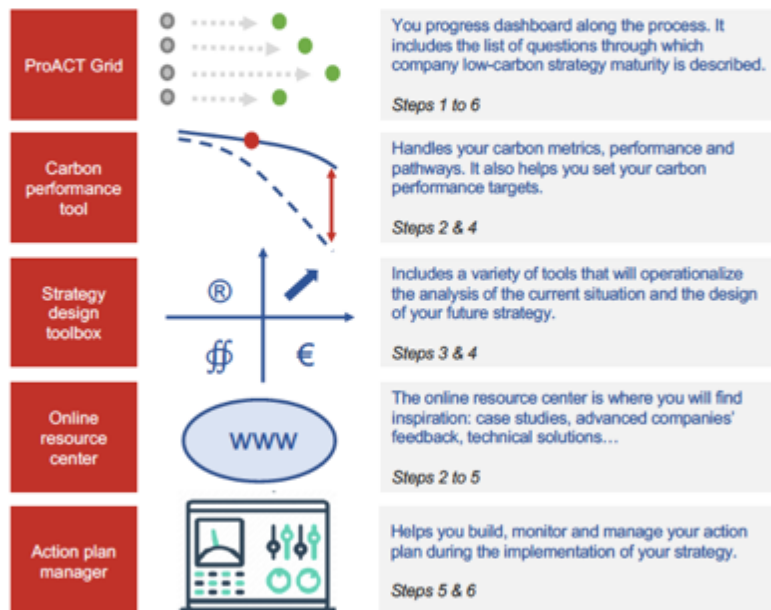 ProACT Grid
You progress dashboard along the process. It
includes the list of questions through which
company low-carbon strategy maturity is described.
Steps 1 to 6
Carbon
performance
tool
Handles your carbon metrics, performance and
pathways. It also helps you set your carbon
performance targets.
Steps 2 & 4
Strategy
design
toolbox
®
∯
€
Includes a variety of tools that will operationalize
the analysis of the current situation and the design
of your future strategy.
Steps 3 & 4
Online
resource
center
WWW
The online resource center is where you will find
inspiration: case studies, advanced companies'
feedback, technical solutions…
Steps 2 to 5
Action plan
manager
Helps you build, monitor and manage your action
plan during the implementation of your strategy.
Steps 5 & 6